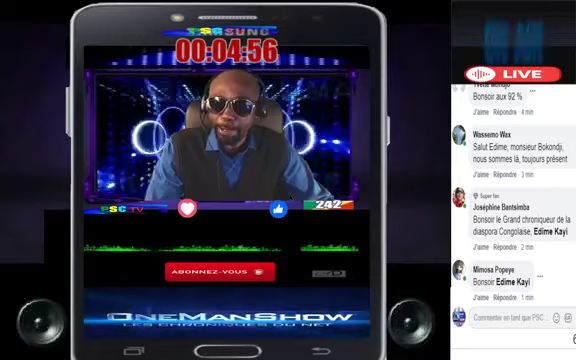 SAMSUNG
00:04:56
PSC TV
242
ABONNEZ-VOUS
ONEMANSHOW
LES CHRONIQUES DU NET
LIVE
Bonsoir aux 92 %
J'aime · Répondre · 4 min
Wassemo Wax
Salut Edime, monsieur Bokondji,
nous sommes là, toujours présent
J'aime · Répondre · 3 min
Super fan
Joséphine Bantsimba
Bonsoir le Grand chroniqueur de la
diaspora Congolaise, Edime Kayi
J'aime · Répondre · 2 min
Mimosa Popeye
Bonsoir Edime Kayi
J'aime · Répondre · 1 min
Commenter en tant que PSC...